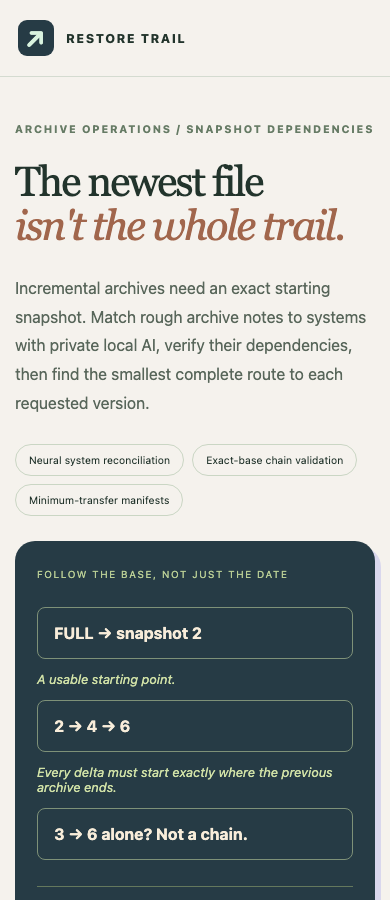 RESTORE TRAIL
ARCHIVE OPERATIONS / SNAPSHOT DEPENDENCIES
The newest file
isn't the whole trail.
Incremental archives need an exact starting
snapshot. Match rough archive notes to systems
with private local AI, verify their dependencies,
then find the smallest complete route to each
requested version.
Neural system reconciliation
Exact-base chain validation
Minimum-transfer manifests
FOLLOW THE BASE, NOT JUST THE DATE
FULL → snapshot 2
A usable starting point.
2 → 4 → 6
Every delta must start exactly where the previous
archive ends.
3 → 6 alone? Not a chain.